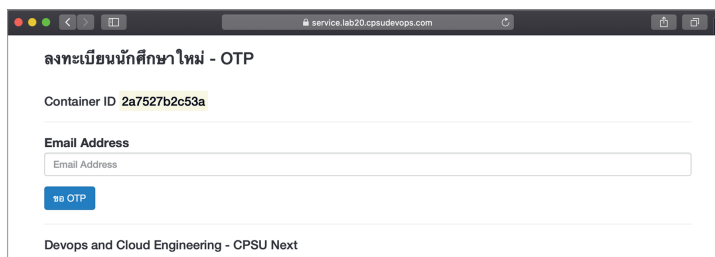 service.lab20.cpsudevops.com
ลงทะเบียนนักศึกษาใหม่ - OTP
Container ID 2a7527b2c53a
Email Address
Email Address
ขอ OTP
Devops and Cloud Engineering - CPSU Next